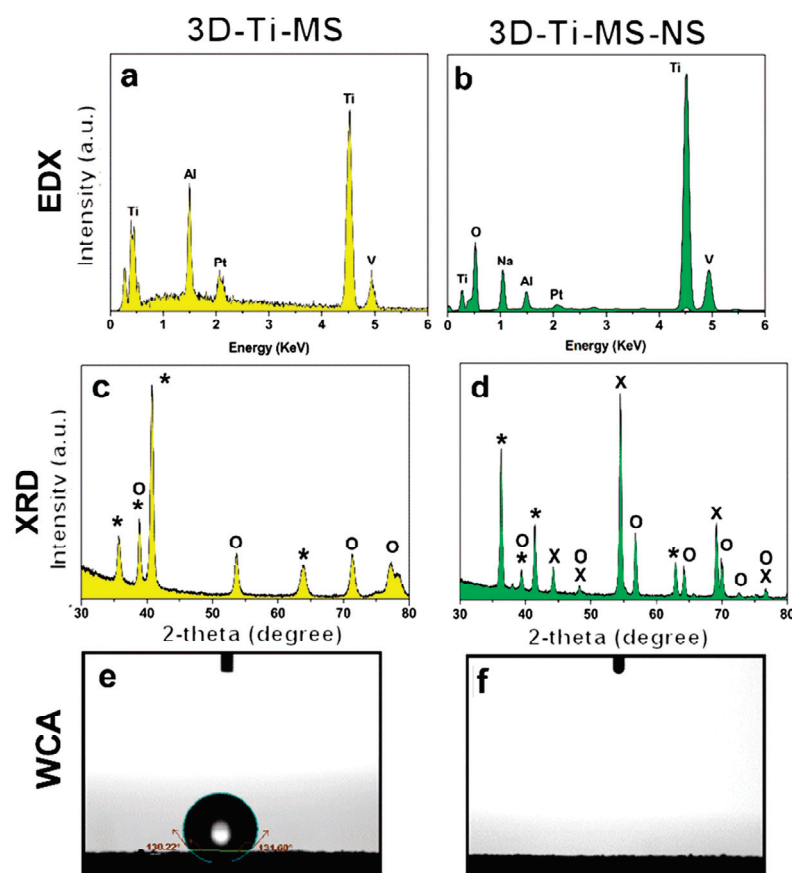 3D-Ti-MS
3D-Ti-MS-NS
EDX
a
Intensity (a.u.)
Ti
Al
Pt
Ti
V
0 1 2 3 4 5 6
Energy (KeV)
b
Ti
O
Na
Al
Pt
Ti
V
0 1 2 3 4 5 6
Energy (KeV)
XRD
c
Intensity (a.u.)
*
O
*
*
O
*
O
O
30 40 50 60 70 80
2-theta (degree)
d
*
O
*
*
X
O
X
X
O
*
O
X
O
O
O
X
30 40 50 60 70 80
2-theta (degree)
WCA
e
130.22°
131.60°
f